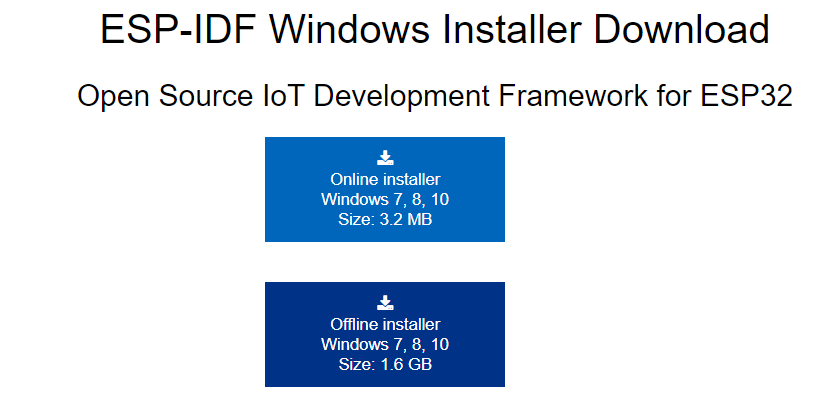 ESP-IDF Windows Installer Download
Open Source IoT Development Framework for ESP32
Online installer
Windows 7, 8, 10
Size: 3.2 MB
Offline installer
Windows 7, 8, 10
Size: 1.6 GB